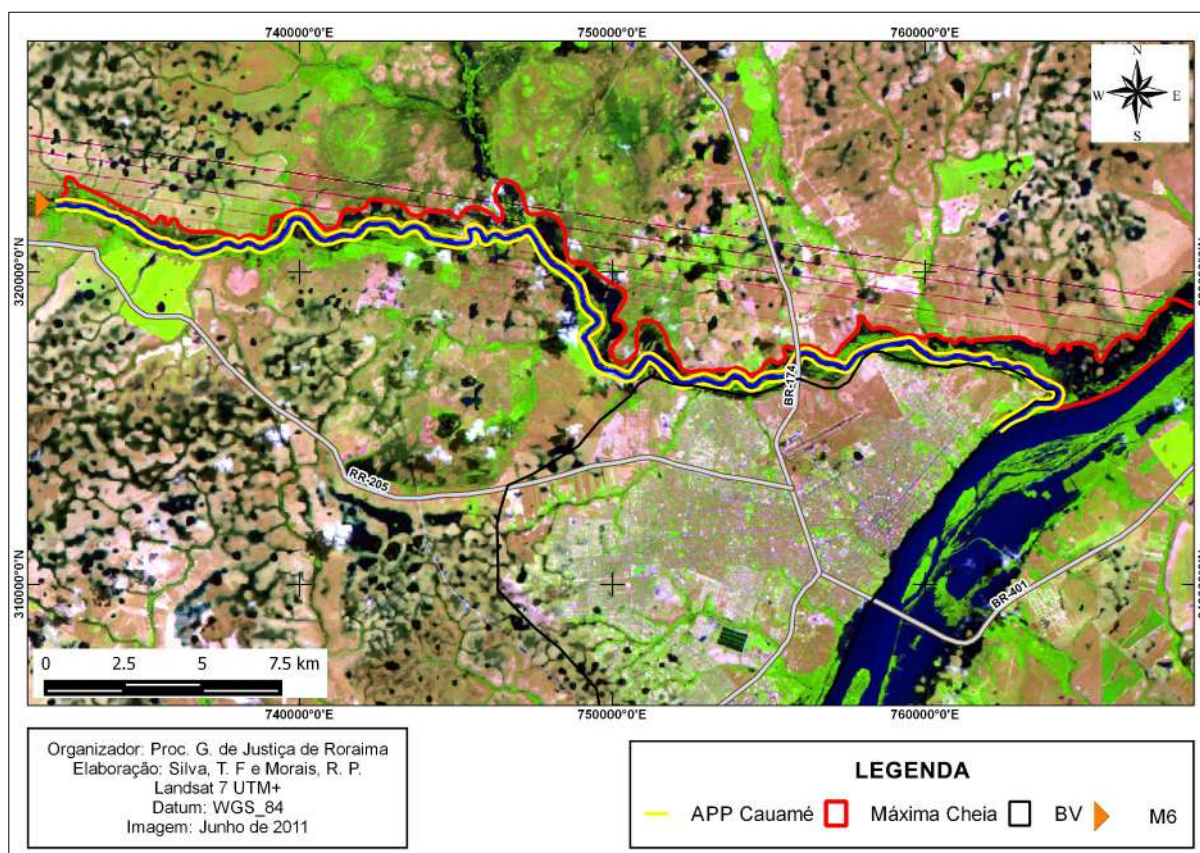 740000°0'E 750000°0'E 760000°0'E
N
W E
S
320000°0'N
BR-174
RR-205
310000°0'N
BR-401
0 2.5 5 7.5 km
740000°0'E 750000°0'E 760000°0'E
Organizador: Proc. G. de Justiça de Roraima
Elaboração: Silva, T. F e Morais, R. P.
Landsat 7 UTM+
Datum: WGS_84
Imagem: Junho de 2011
LEGENDA
APP Cauamé Máxima Cheia BV M6